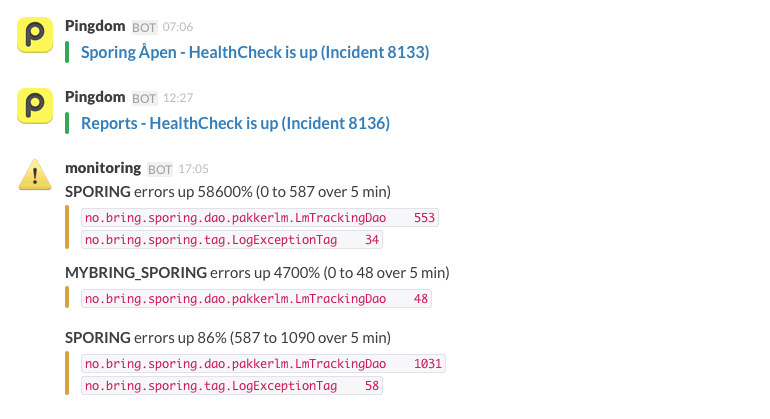 Pingdom BOT 07:06
Sporing Åpen - HealthCheck is up (Incident 8133)
Pingdom BOT 12:27
Reports - HealthCheck is up (Incident 8136)
monitoring BOT 17:05
SPORING errors up 58600% (0 to 587 over 5 min)
no.bring.sporing.dao.pakkerlm.LmTrackingDao 553
no.bring.sporing.tag.LogExceptionTag 34
MYBRING_SPORING errors up 4700% (0 to 48 over 5 min)
no.bring.sporing.dao.pakkerlm.LmTrackingDao 48
SPORING errors up 86% (587 to 1090 over 5 min)
no.bring.sporing.dao.pakkerlm.LmTrackingDao 1031
no.bring.sporing.tag.LogExceptionTag 58